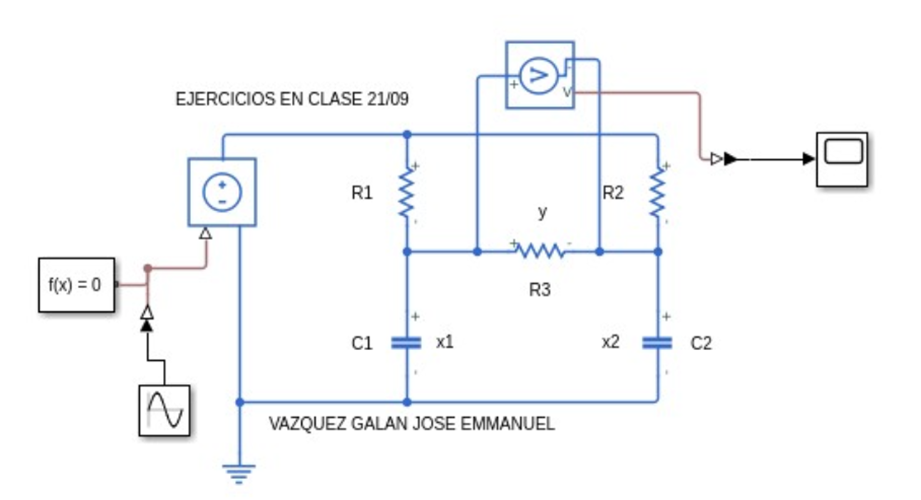 EJERCICIOS EN CLASE 21/09
+ V
- V
R1 +
-
y
R2 +
-
+ -
R3
f(x) = 0
C1 + x1
-
x2 + C2
-
VAZQUEZ GALAN JOSE EMMANUEL